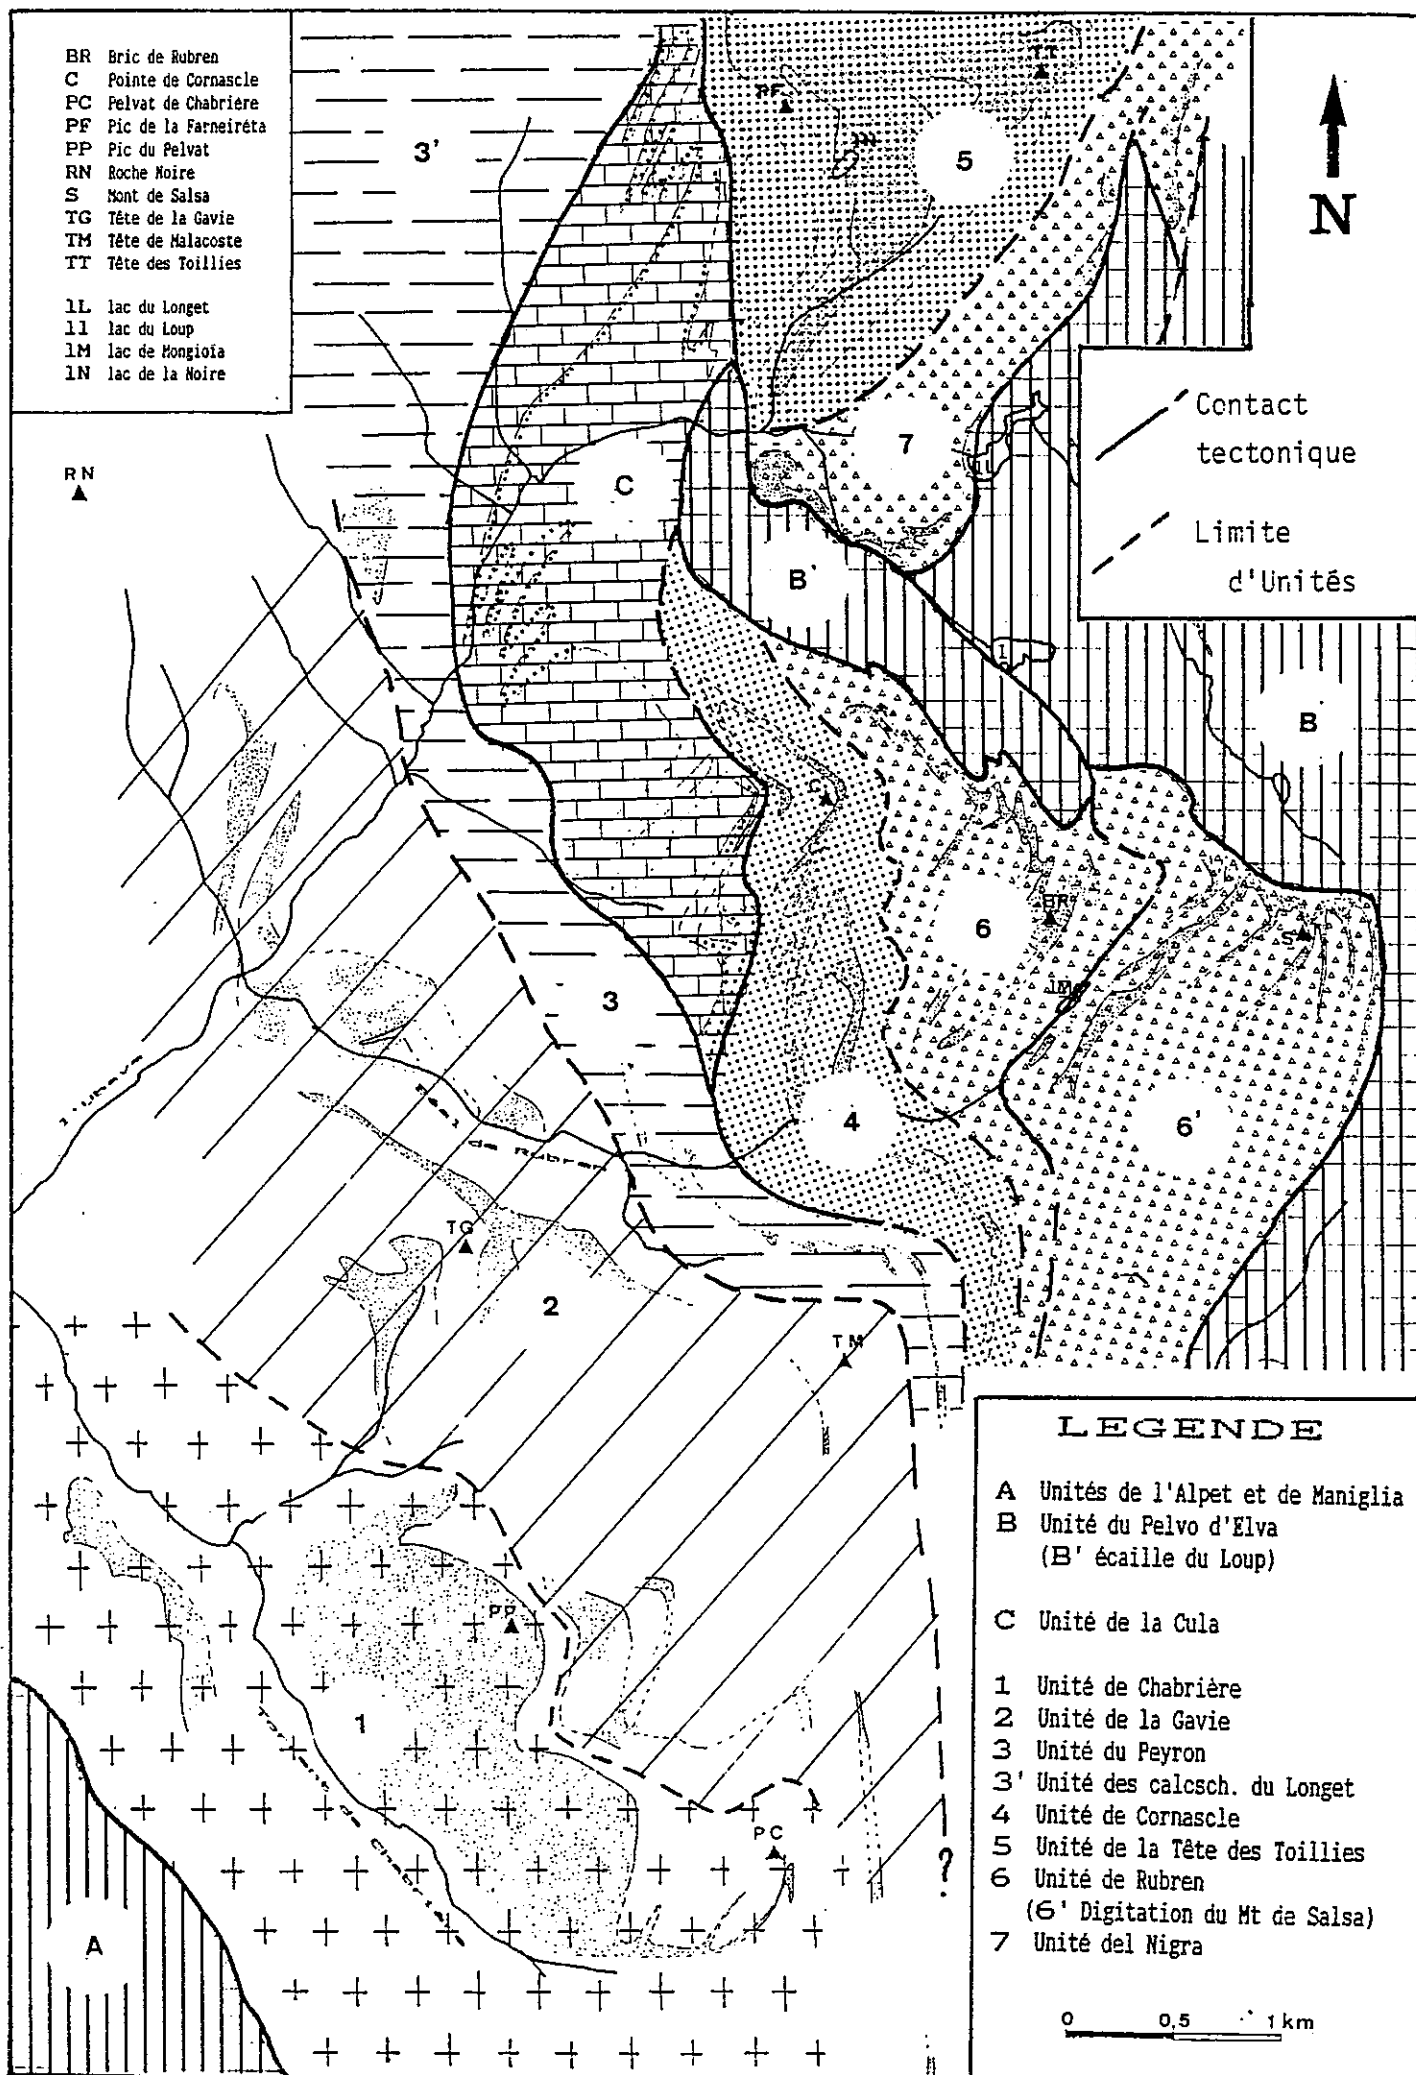 BR Bric de Rubren
C Pointe de Cornascle
PC Pelvat de Chabrière
PF Pic de la Farneiréta
PP Pic du Pelvat
RN Roche Noire
S Mont de Salsa
TG Tête de la Gavie
TM Tête de Malacoste
TT Tête des Toillies
lL lac du Longet
ll lac du Loup
lM lac de Mongioïa
lN lac de la Noire
TT
PF
3'
5
N
Contact
tectonique
Limite
d'Unités
RN
7
lL
C
B'
B
C
6
BR
S
lM
3
4
6'
TG
2
TM
PP
1
PC
?
A
LEGENDE
A Unités de l'Alpet et de Maniglia
B Unité du Pelvo d'Elva
(B' écaille du Loup)
C Unité de la Cula
1 Unité de Chabrière
2 Unité de la Gavie
3 Unité du Peyron
3' Unité des calcsch. du Longet
4 Unité de Cornascle
5 Unité de la Tête des Toillies
6 Unité de Rubren
(6' Digitation du Mt de Salsa)
7 Unité del Nigra
0 0,5 1 km